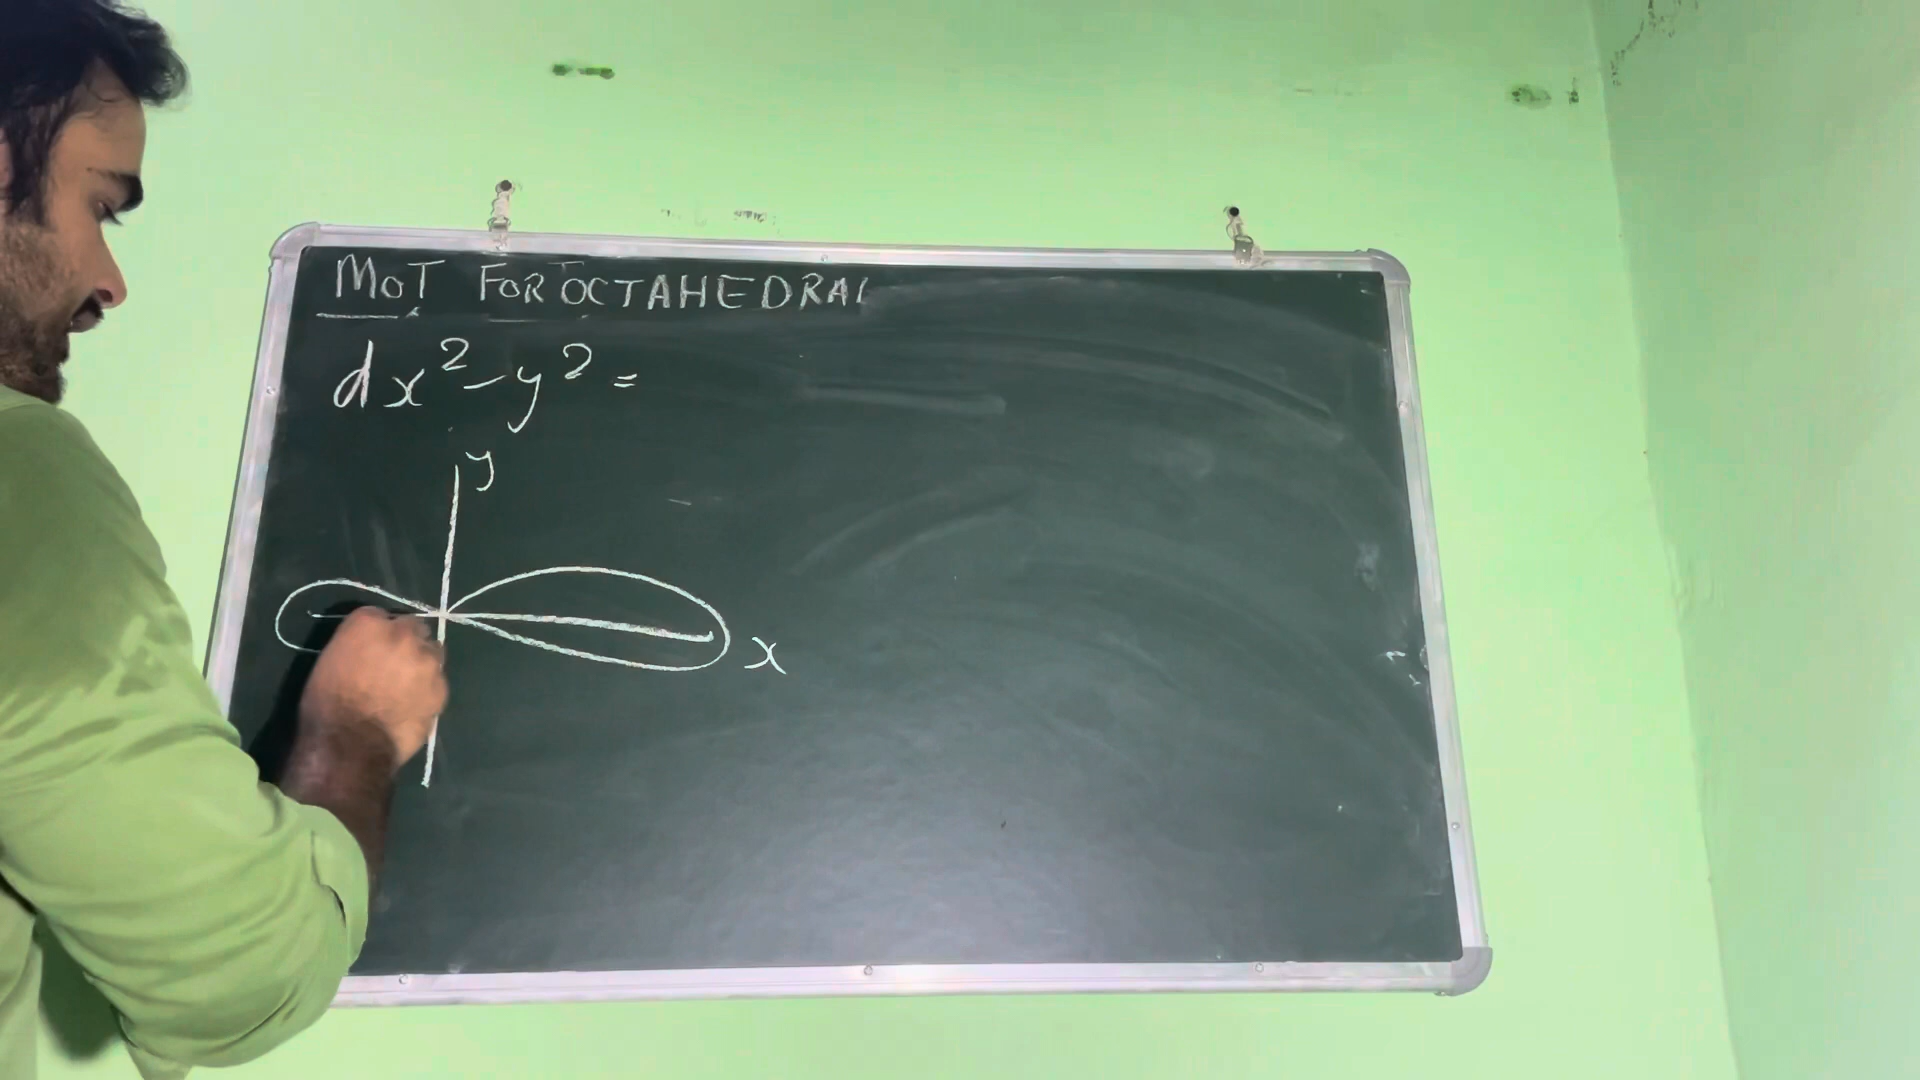 MOT FOR OCTAHEDRAL
dx²-y² =
y
x